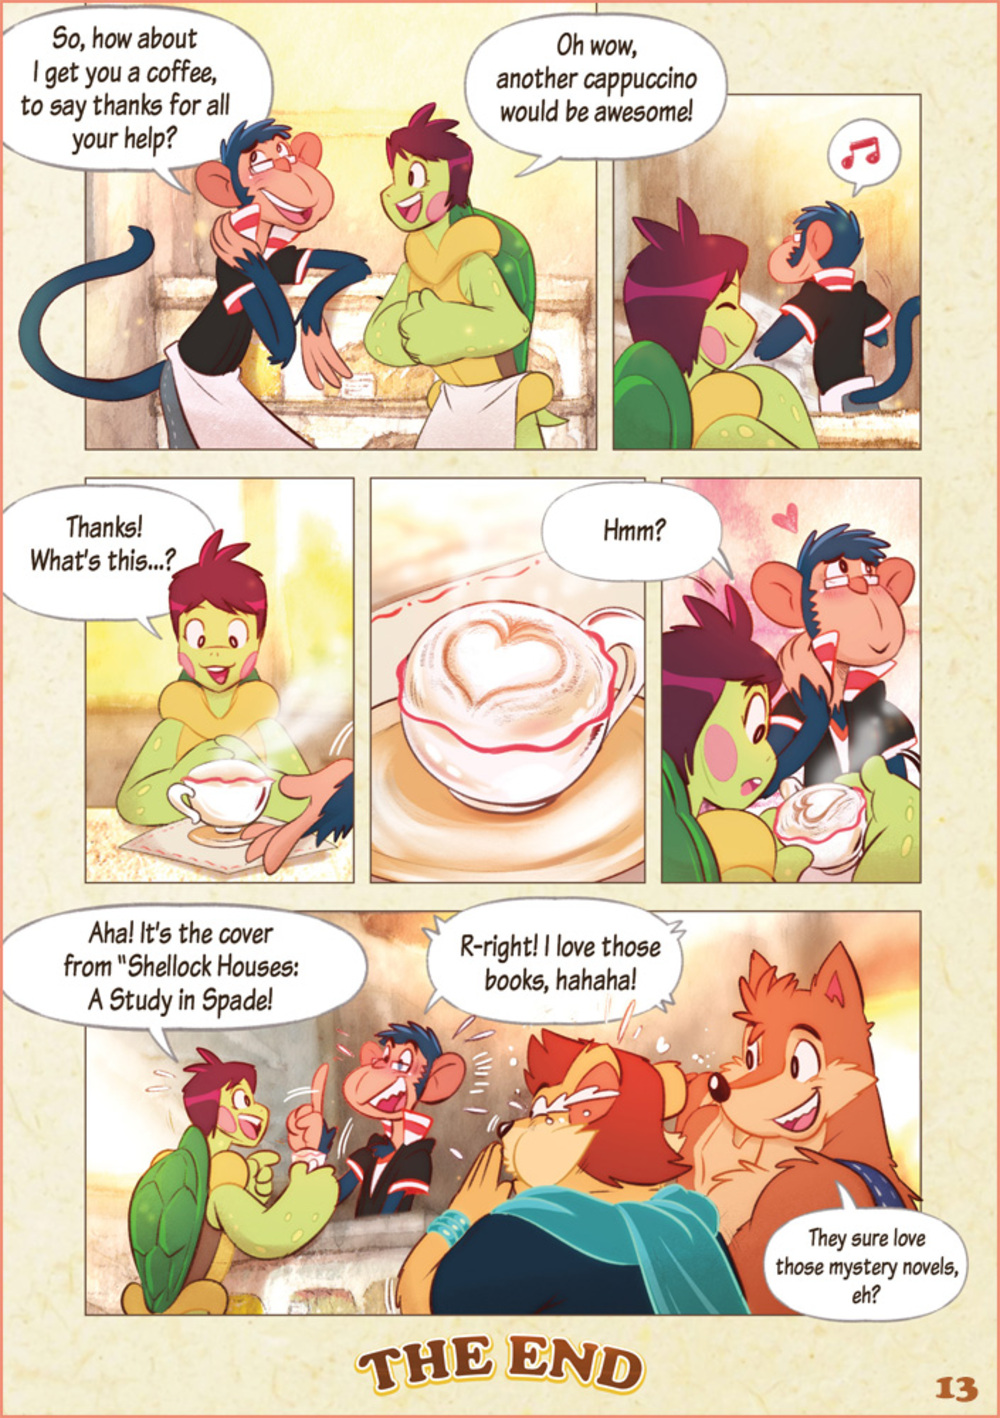 So, how about
I get you a coffee,
to say thanks for all
your help?
Oh wow,
another cappuccino
would be awesome!
Thanks!
What's this...?
Hmm?
Aha! It's the cover
from "Shellock Houses:
A Study in Spade!
R-right! I love those
books, hahaha!
They sure love
those mystery novels,
eh?
THE END
13